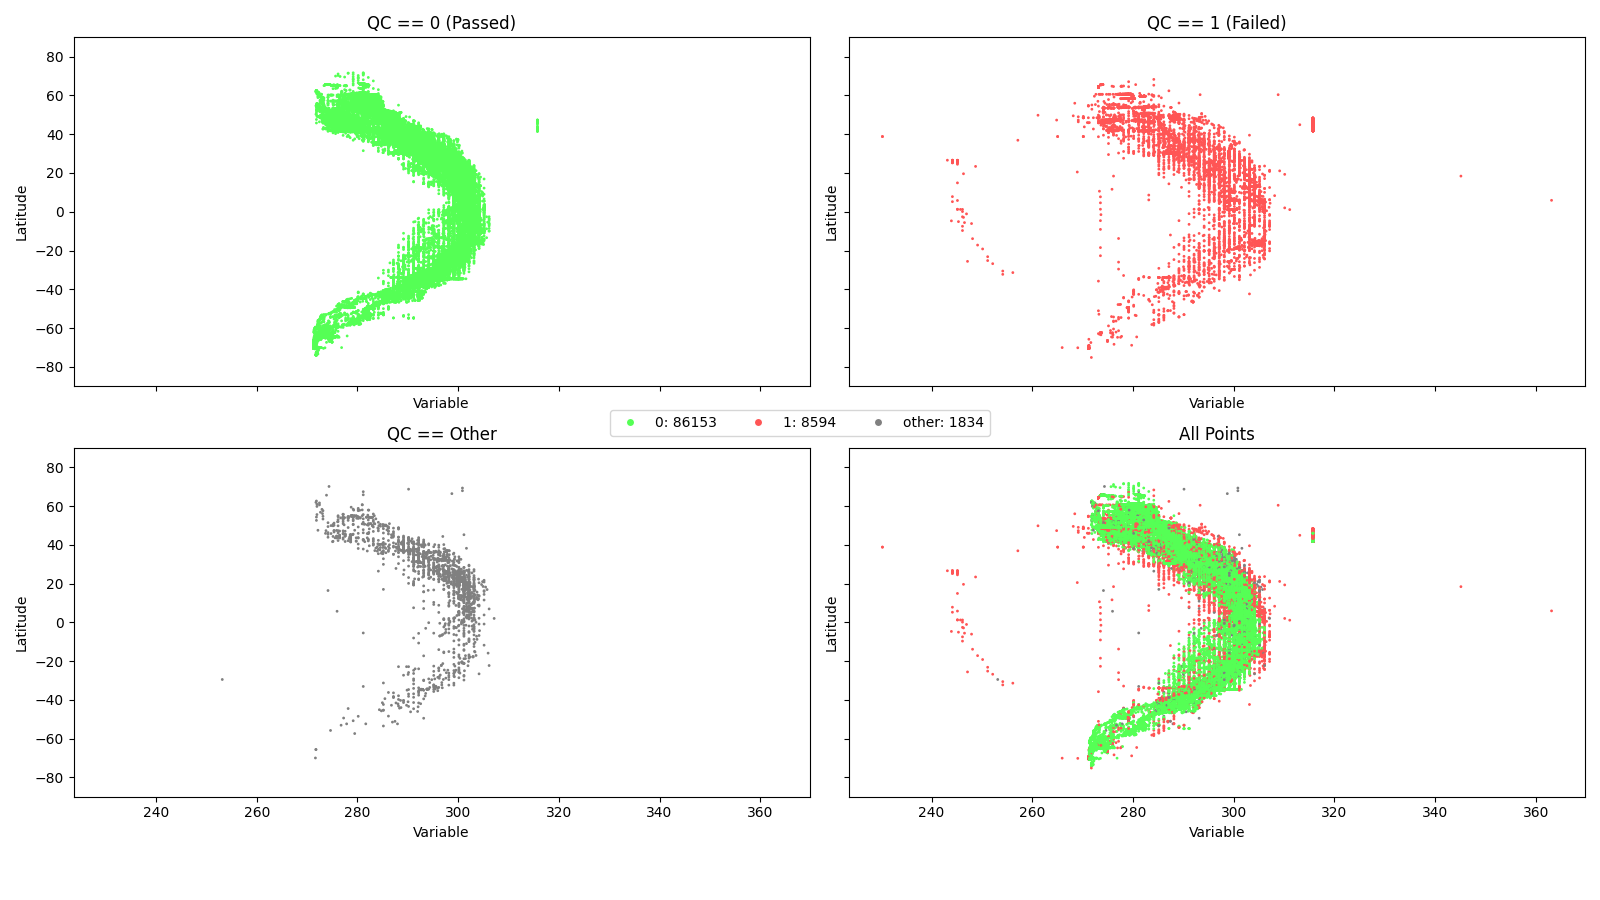 QC == 0 (Passed)
QC == 1 (Failed)
80
60
40
20
0
−20
−40
−60
−80
Latitude
Latitude
Variable
Variable
0: 86153 1: 8594 other: 1834
QC == Other
All Points
80
60
40
20
0
−20
−40
−60
−80
Latitude
Latitude
240 260 280 300 320 340 360
240 260 280 300 320 340 360
Variable
Variable